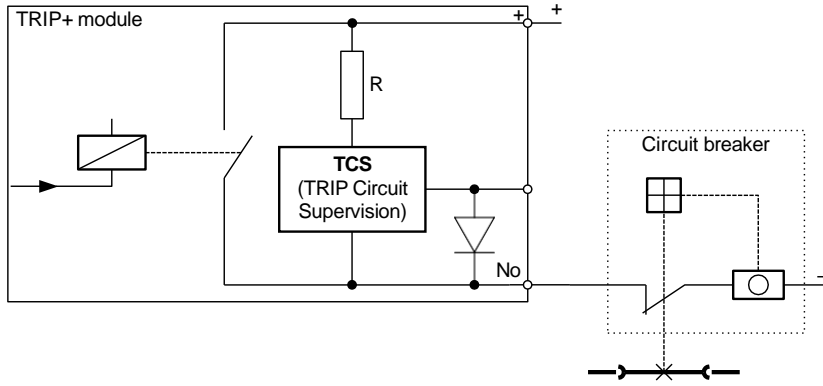 TRIP+ module
+
+
R
TCS
(TRIP Circuit
Supervision)
No
Circuit breaker
−